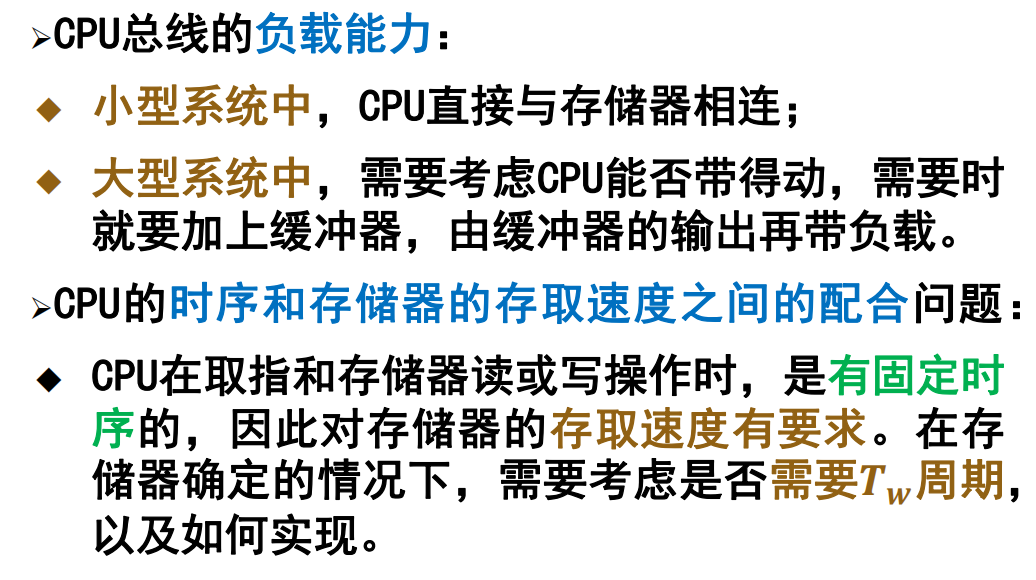 ➢CPU总线的负载能力：
◆ 小型系统中，CPU直接与存储器相连；
◆ 大型系统中，需要考虑CPU能否带得动，需要时
就要加上缓冲器，由缓冲器的输出再带负载。
➢CPU的时序和存储器的存取速度之间的配合问题：
◆ CPU在取指和存储器读或写操作时，是有固定时
序的，因此对存储器的存取速度有要求。在存
储器确定的情况下，需要考虑是否需要T_w周期，
以及如何实现。